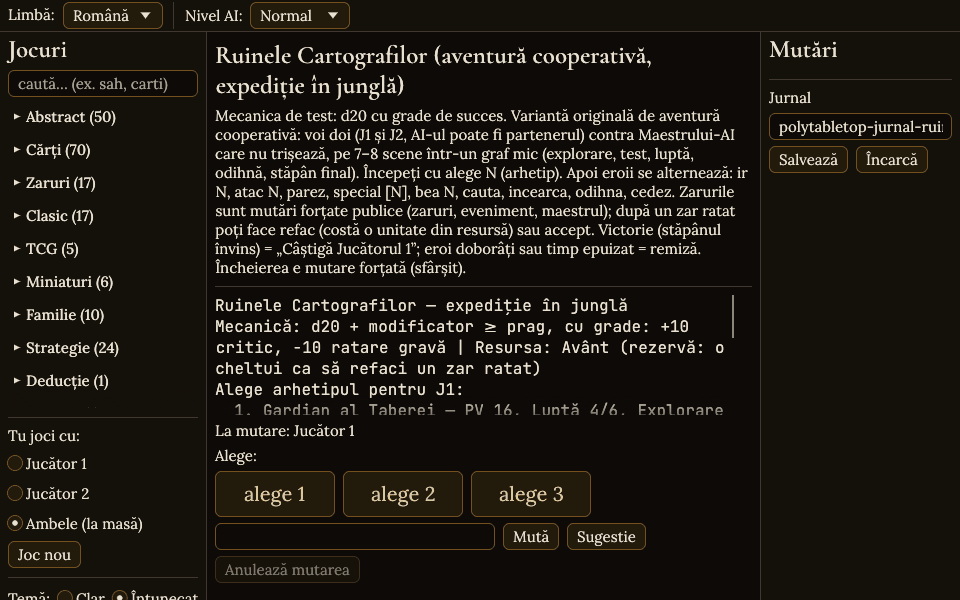 Limbă: Română Nivel AI: Normal
Jocuri
caută... (ex. sah, carti)
Abstract (50)
Cărți (70)
Zaruri (17)
Clasic (17)
TCG (5)
Miniaturi (6)
Familie (10)
Strategie (24)
Deducție (1)
Tu joci cu:
Jucător 1
Jucător 2
Ambele (la masă)
Joc nou
Temă: Clar Întunecat
Ruinele Cartografilor (aventură cooperativă,
expediție în junglă)
Mecanica de test: d20 cu grade de succes. Variantă originală de aventură
cooperativă: voi doi (J1 și J2, AI-ul poate fi partenerul) contra Maestrului-AI
care nu trișează, pe 7–8 scene într-un graf mic (explorare, test, luptă,
odihnă, stăpân final). Începeți cu alege N (arhetip). Apoi eroii se alternează: ir
N, atac N, parez, special [N], bea N, cauta, incearca, odihna, cedez. Zarurile
sunt mutări forțate publice (zaruri, eveniment, maestrul); după un zar ratat
poți face refac (costă o unitate din resursă) sau accept. Victorie (stăpânul
învins) = „Câștigă Jucătorul 1”; eroi doborâți sau timp epuizat = remiză.
Încheierea e mutare forțată (sfârșit).
Ruinele Cartografilor — expediție în junglă
Mecanică: d20 + modificator ≥ prag, cu grade: +10
critic, -10 ratare gravă | Resursa: Avânt (rezervă: o
cheltui ca să refaci un zar ratat)
Alege arhetipul pentru J1:
1. Gardian al Taberei — PV 16, Luptă 4/6, Explorare
La mutare: Jucător 1
Alege:
alege 1 alege 2 alege 3
Mută Sugestie
Anulează mutarea
Mutări
Jurnal
polytabletop-jurnal-rui
Salvează Încarcă